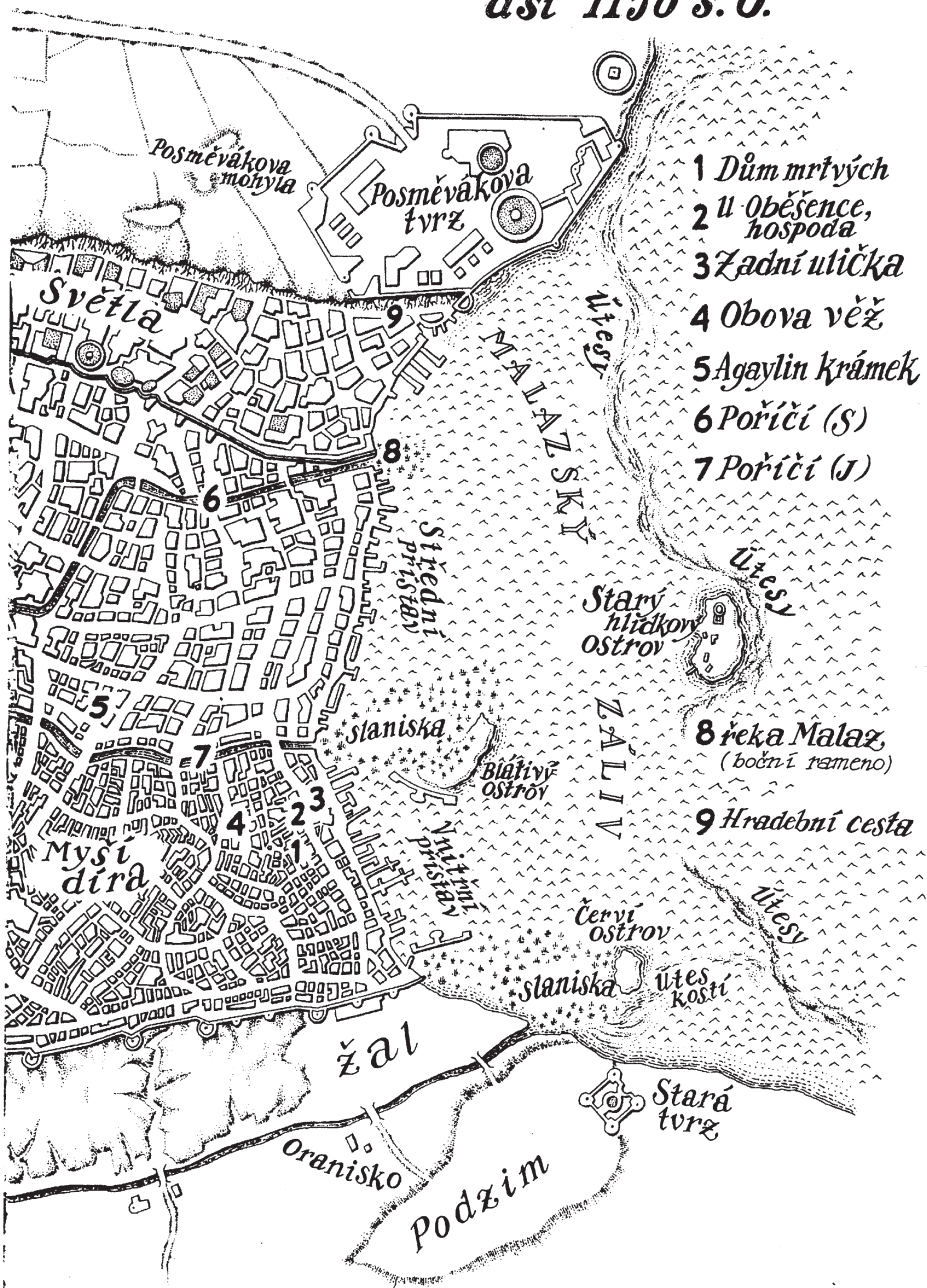 s. O.
Posměvákova
mohyla
Posměvákova
tvrz
Světla
9
MALAZSKÝ
Útesy
1 Dům mrtvých
2 U Oběšence,
hospoda
3 Zadní ulička
4 Obova věž
5 Agaylin krámek
6 Poříčí (S)
7 Poříčí (J)
8
6
Střední
přístav
Útesy
Starý
hlídkový
ostrov
ZÁLIV
5
slaniska
7
Blátivý
ostrov
8 řeka Malaz
(boční rameno)
3
2
4
1
9 Hradební cesta
Myší
díra
Vnitřní
přístav
Útesy
Červí
ostrov
slaniska
Útes
kostí
žal
Stará
tvrz
Oranisko
Podzim